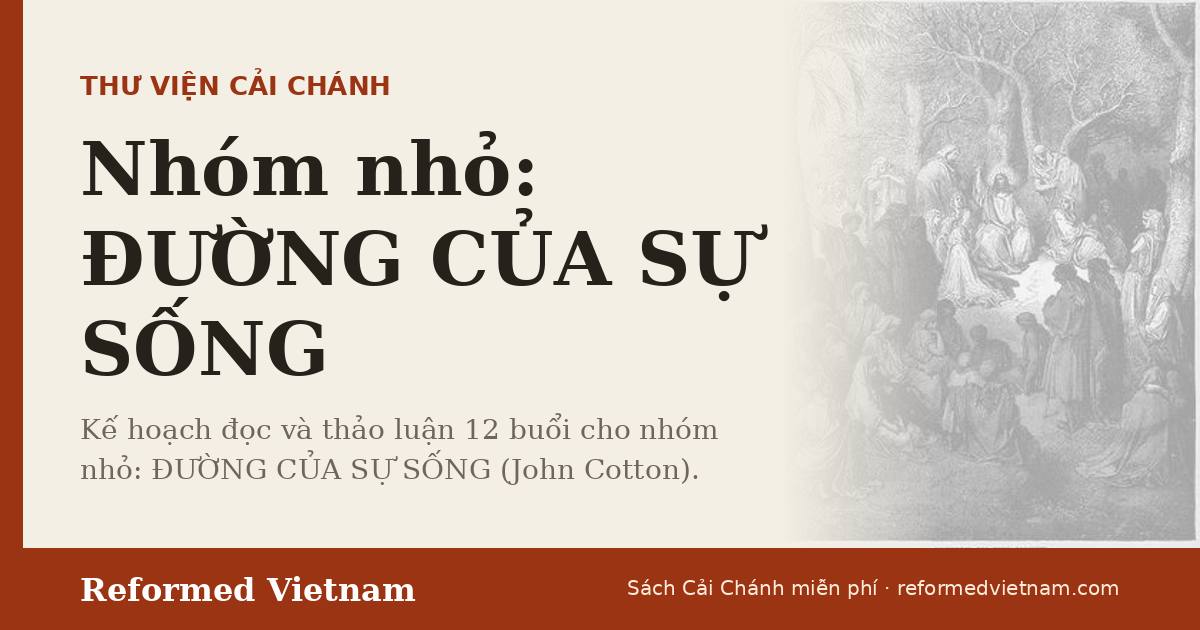 THƯ VIỆN CẢI CHÁNH
Nhóm nhỏ:
ĐƯỜNG CỦA SỰ
SỐNG
Kế hoạch đọc và thảo luận 12 buổi cho nhóm
nhỏ: ĐƯỜNG CỦA SỰ SỐNG (John Cotton).
Reformed Vietnam
Sách Cải Chánh miễn phí · reformedvietnam.com